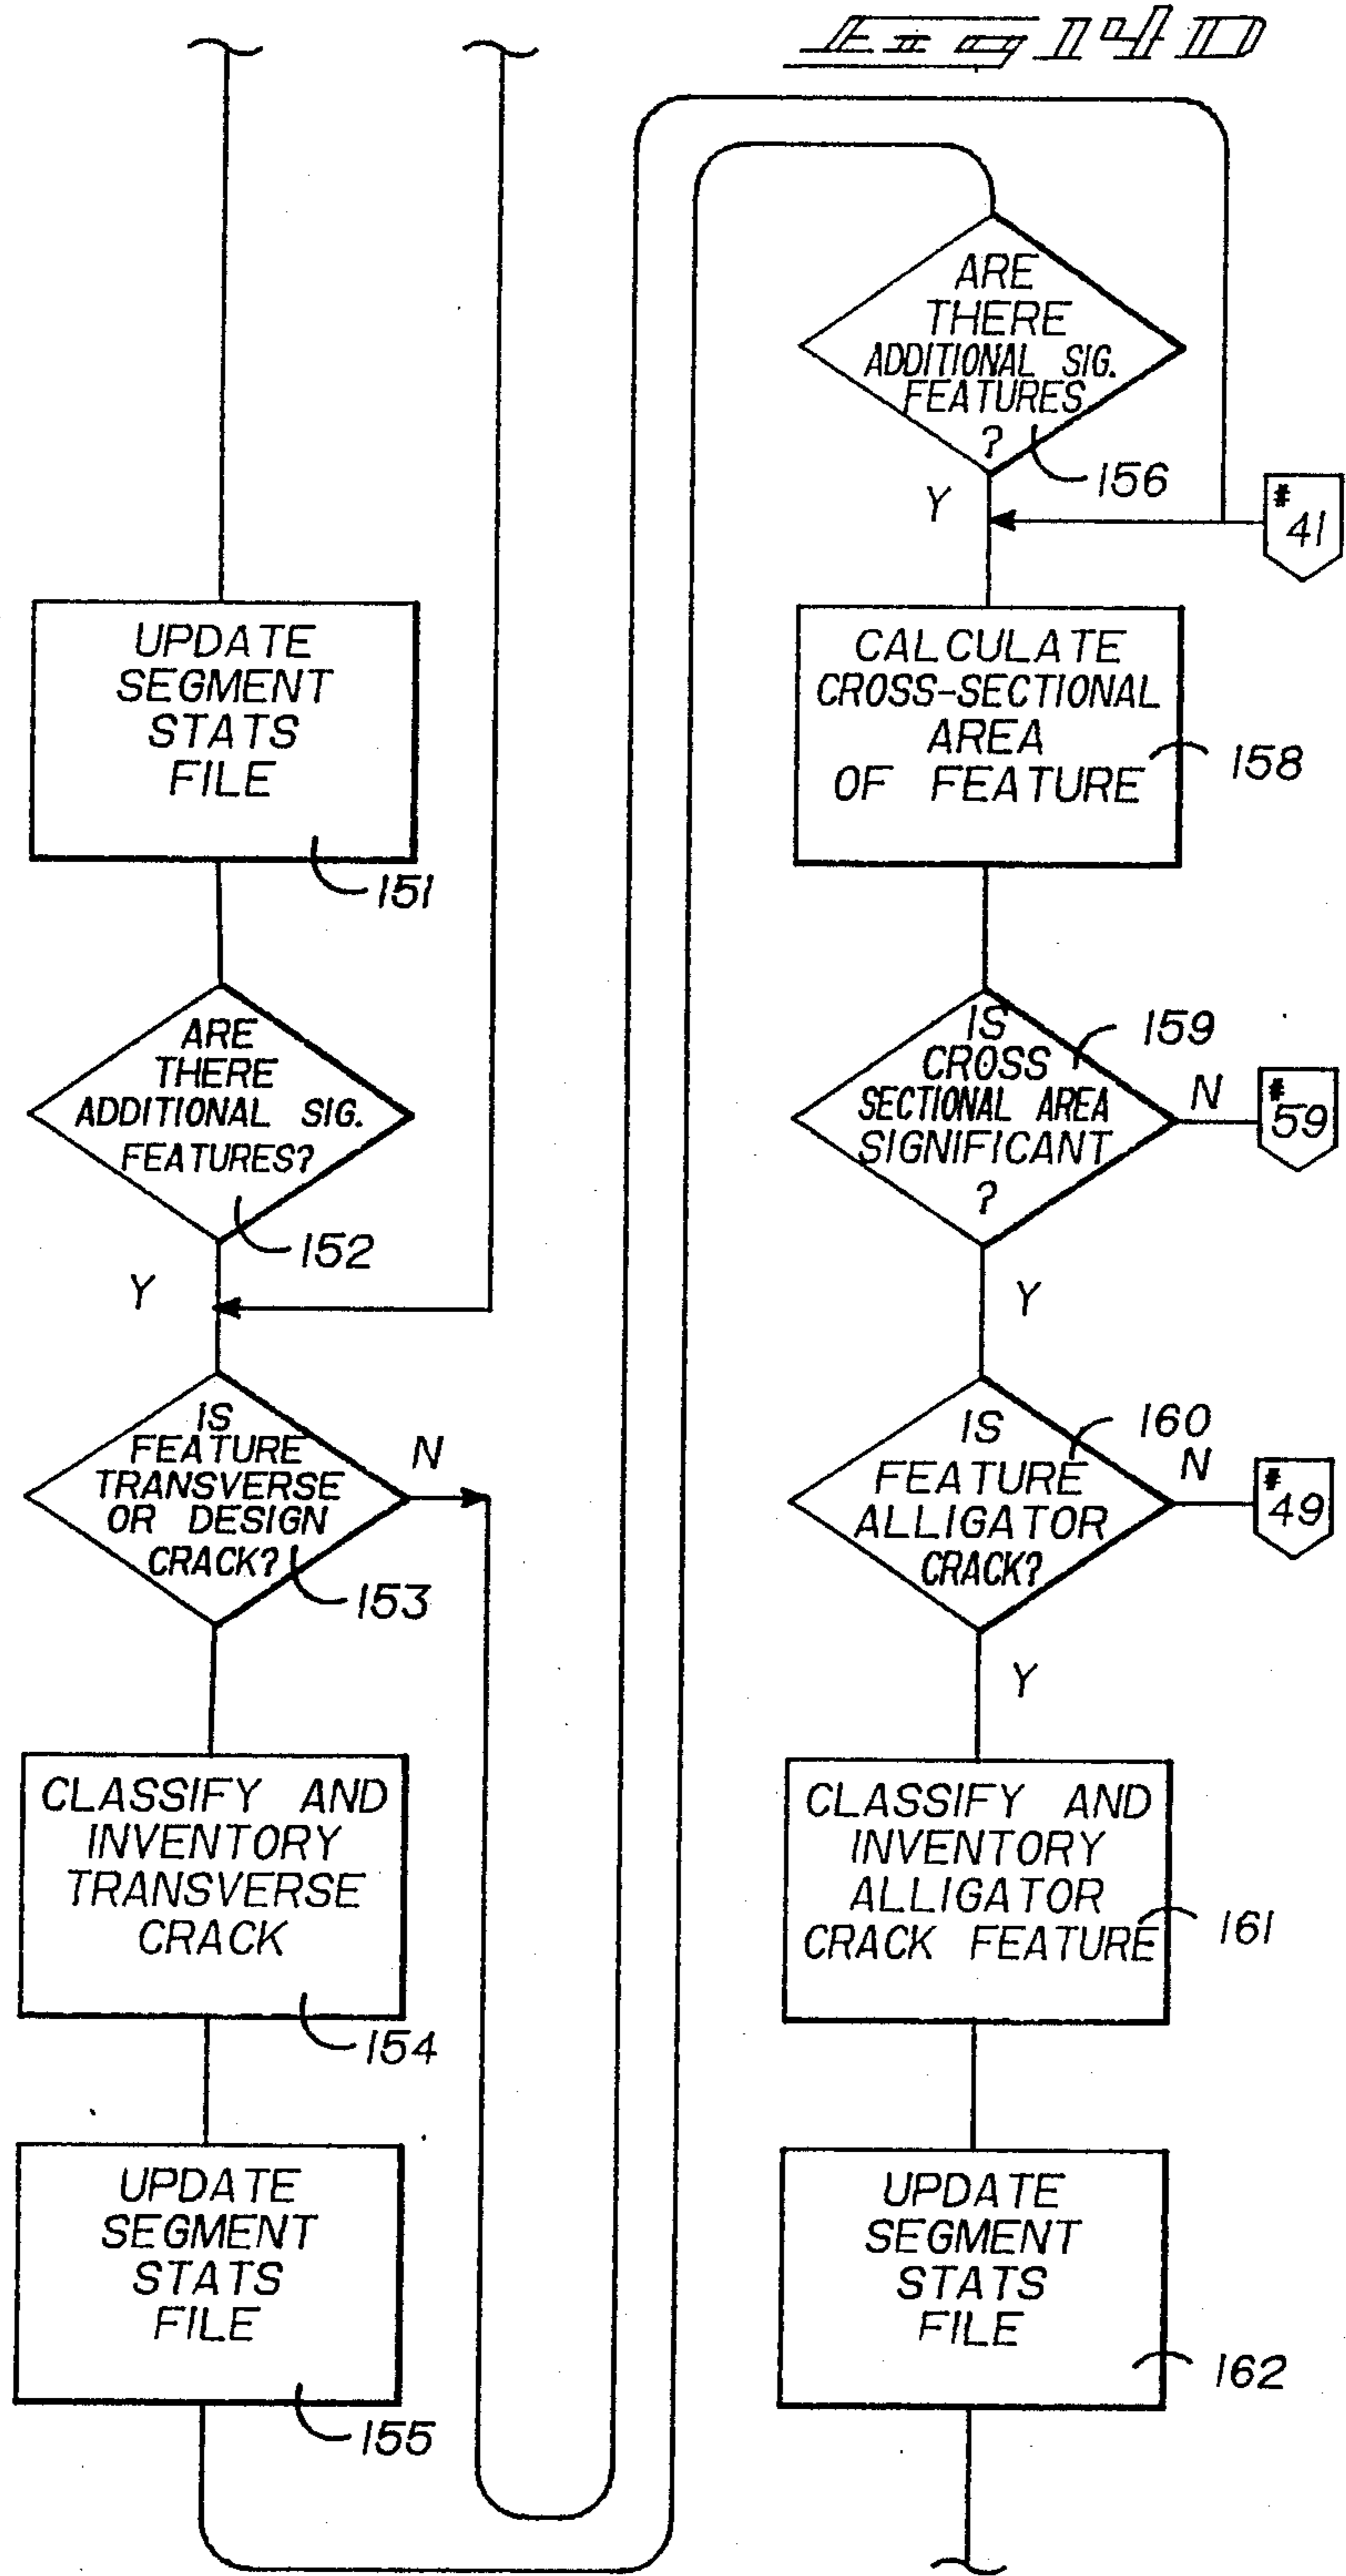 Fig 14D
UPDATE
SEGMENT
STATS
FILE
151
ARE
THERE
ADDITIONAL SIG.
FEATURES?
152
Y
IS
FEATURE
TRANSVERSE
OR DESIGN
CRACK?
N
153
CLASSIFY AND
INVENTORY
TRANSVERSE
CRACK
154
UPDATE
SEGMENT
STATS
FILE
155
ARE
THERE
ADDITIONAL SIG.
FEATURES
?
156
Y
#
41
CALCULATE
CROSS-SECTIONAL
AREA
OF FEATURE
158
IS
CROSS
SECTIONAL AREA
SIGNIFICANT
?
159
N
#
59
Y
IS
FEATURE
ALLIGATOR
CRACK?
160
N
#
49
Y
CLASSIFY AND
INVENTORY
ALLIGATOR
CRACK FEATURE
161
UPDATE
SEGMENT
STATS
FILE
162